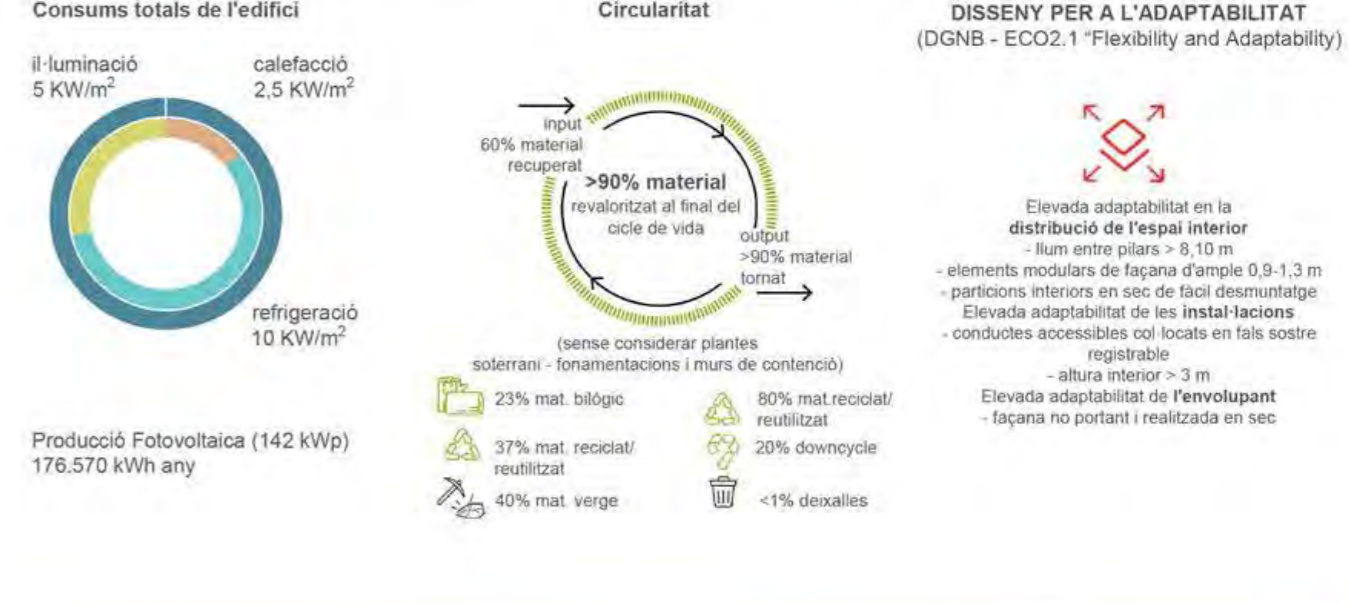 Consums totals de l'edifici
il·luminació
5 KW/m²
calefacció
2,5 KW/m²
refrigeració
10 KW/m²
Producció Fotovoltaica (142 kWp)
176.570 kWh any
Circularitat
input
60% material
recuperat
>90% material
revaloritzat al final del
cicle de vida
output
>90% material
tornat
(sense considerar plantes
soterrani - fonamentacions i murs de contenció)
23% mat. bilógic
37% mat. reciclat/
reutilitzat
40% mat. verge
80% mat.reciclat/
reutilitzat
20% downcycle
<1% deixalles
DISSENY PER A L'ADAPTABILITAT
(DGNB - ECO2.1 “Flexibility and Adaptability)
Elevada adaptabilitat en la
distribució de l'espai interior
- llum entre pilars > 8,10 m
- elements modulars de façana d'ample 0,9-1,3 m
- particions interiors en sec de fàcil desmuntatge
Elevada adaptabilitat de les instal·lacions
- conductes accessibles col·locats en fals sostre
registrable
- altura interior > 3 m
Elevada adaptabilitat de l'envolupant
- façana no portant i realitzada en sec